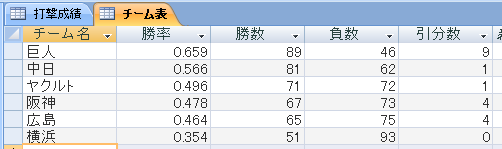 打撃成績 チーム表
チーム名 勝率 勝数 負数 引分数
巨人 0.659 89 46 9
中日 0.566 81 62 1
ヤクルト 0.496 71 72 1
阪神 0.478 67 73 4
広島 0.464 65 75 4
横浜 0.354 51 93 0